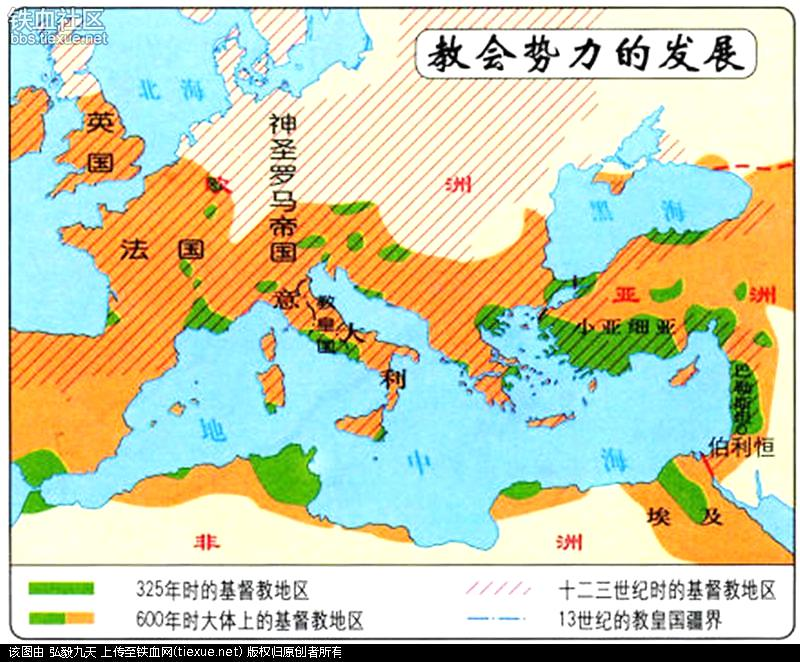 铁血社区
bbs.tiexue.net
教会势力的发展
北海
英国
神圣罗马帝国
欧洲
法国
黑海
意大利
教皇国
亚洲
小亚细亚
地中海
伯利恒
埃及
非洲
325年时的基督教地区
十二三世纪时的基督教地区
600年时大体上的基督教地区
13世纪的教皇国疆界
该图由 弘毅九天 上传至铁血网(tiexue.net) 版权归原创者所有